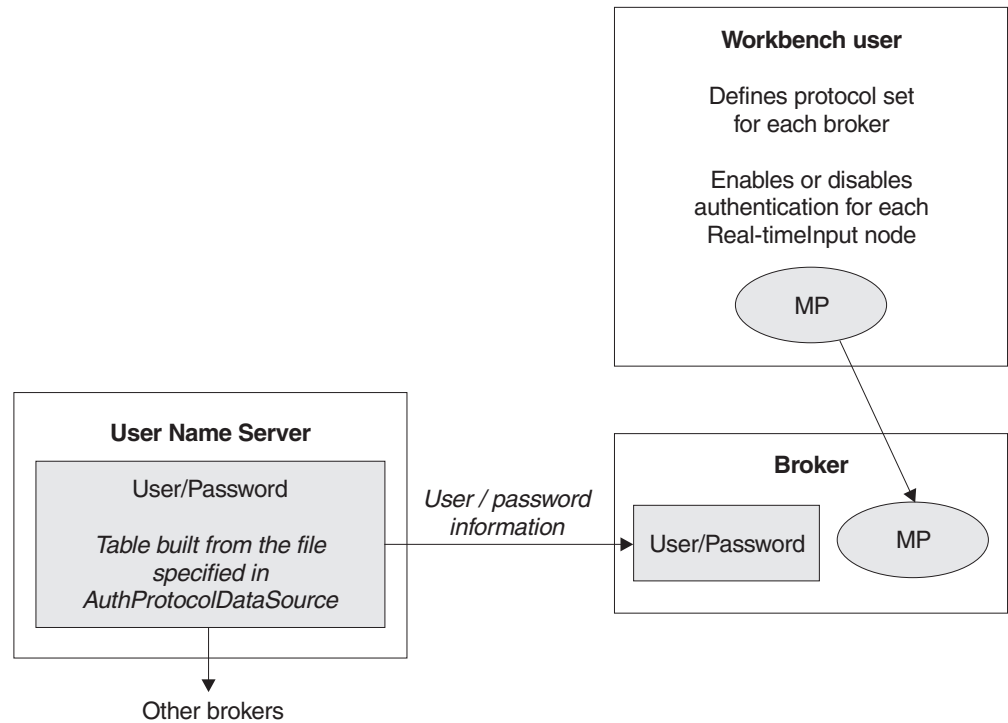 Workbench user
Defines protocol set
for each broker
Enables or disables
authentication for each
Real-timeInput node
MP
User Name Server
User/Password
Table built from the file
specified in
AuthProtocolDataSource
User / password
information
Broker
User/Password
MP
Other brokers